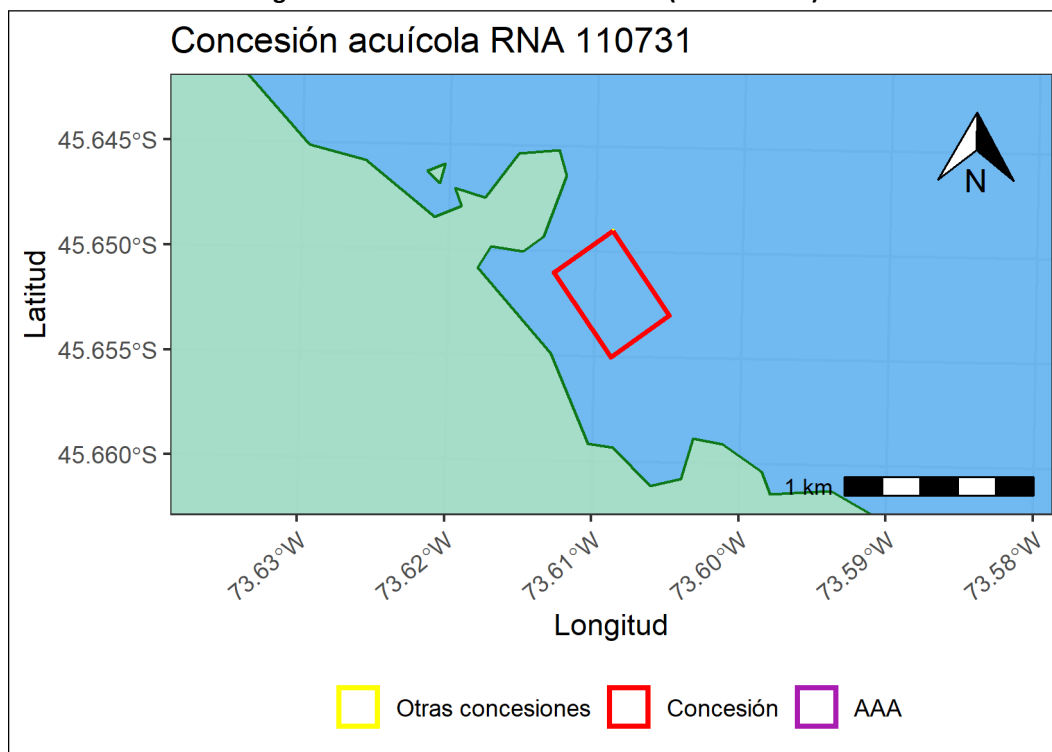 Concesión acuícola RNA 110731
45.645°S
45.650°S
45.655°S
45.660°S
Latitud
N
1 km
73.63°W
73.62°W
73.61°W
73.60°W
73.59°W
73.58°W
Longitud
Otras concesiones
Concesión
AAA